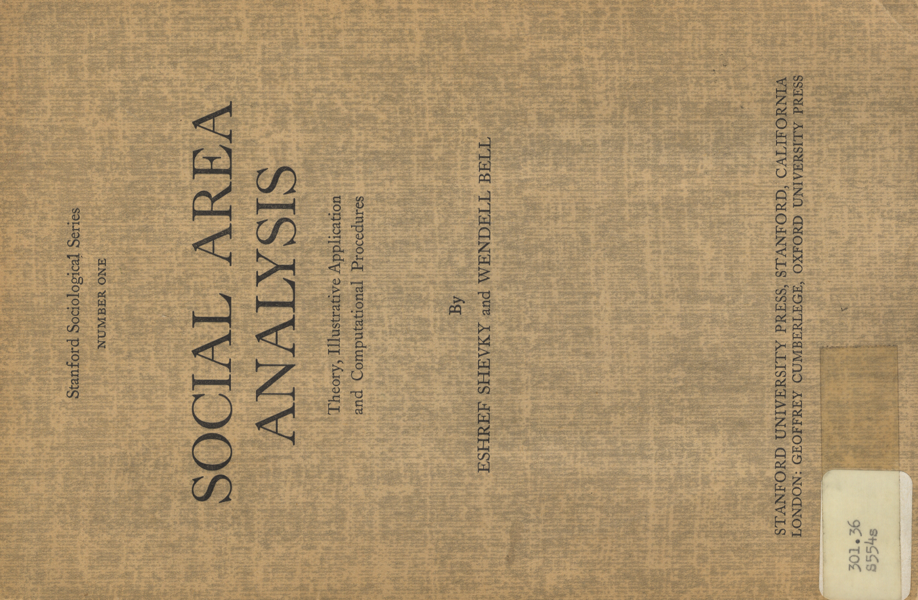 Stanford Sociological Series
NUMBER ONE
SOCIAL AREA
ANALYSIS
Theory, Illustrative Application
and Computational Procedures
By
ESHREF SHEVKY and WENDELL BELL
STANFORD UNIVERSITY PRESS, STANFORD, CALIFORNIA
LONDON: GEOFFREY CUMBERLEGE, OXFORD UNIVERSITY PRESS
301.36
S554s